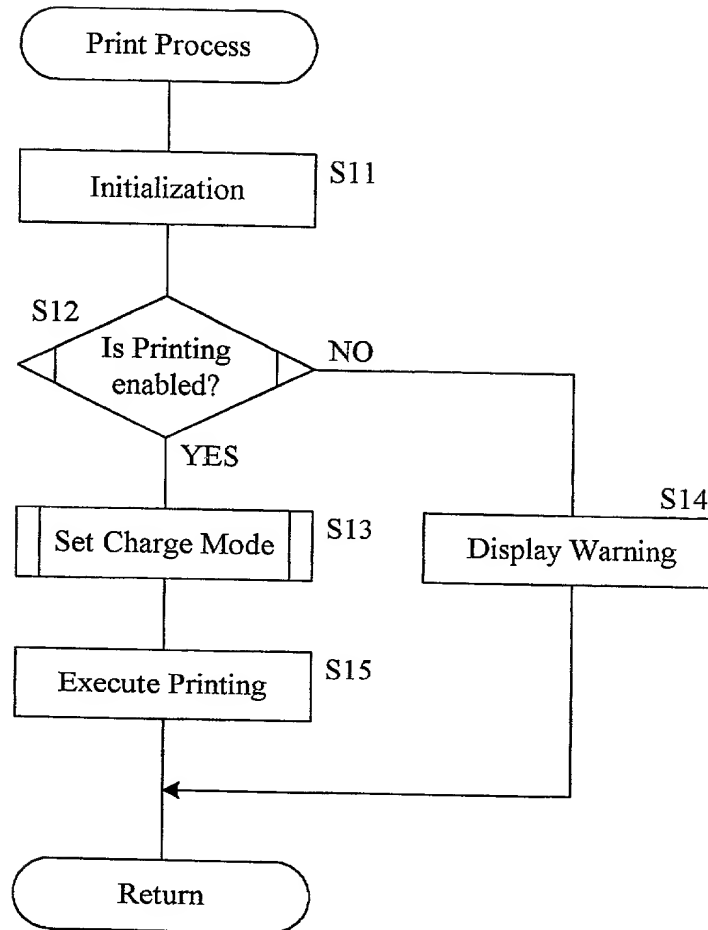 Print Process
Initialization
S11
S12
Is Printing
enabled?
NO
YES
S14
Set Charge Mode
S13
Display Warning
Execute Printing
S15
Return